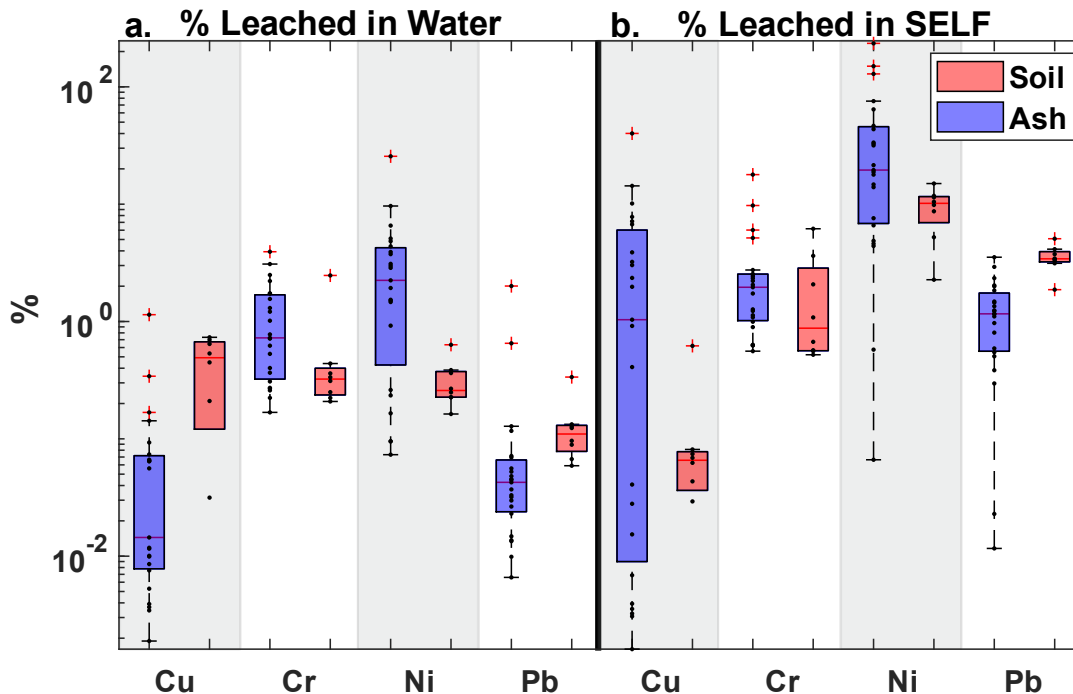 a. % Leached in Water
b. % Leached in SELF
Soil
Ash
%
10^2
10^0
10^-2
Cu Cr Ni Pb Cu Cr Ni Pb